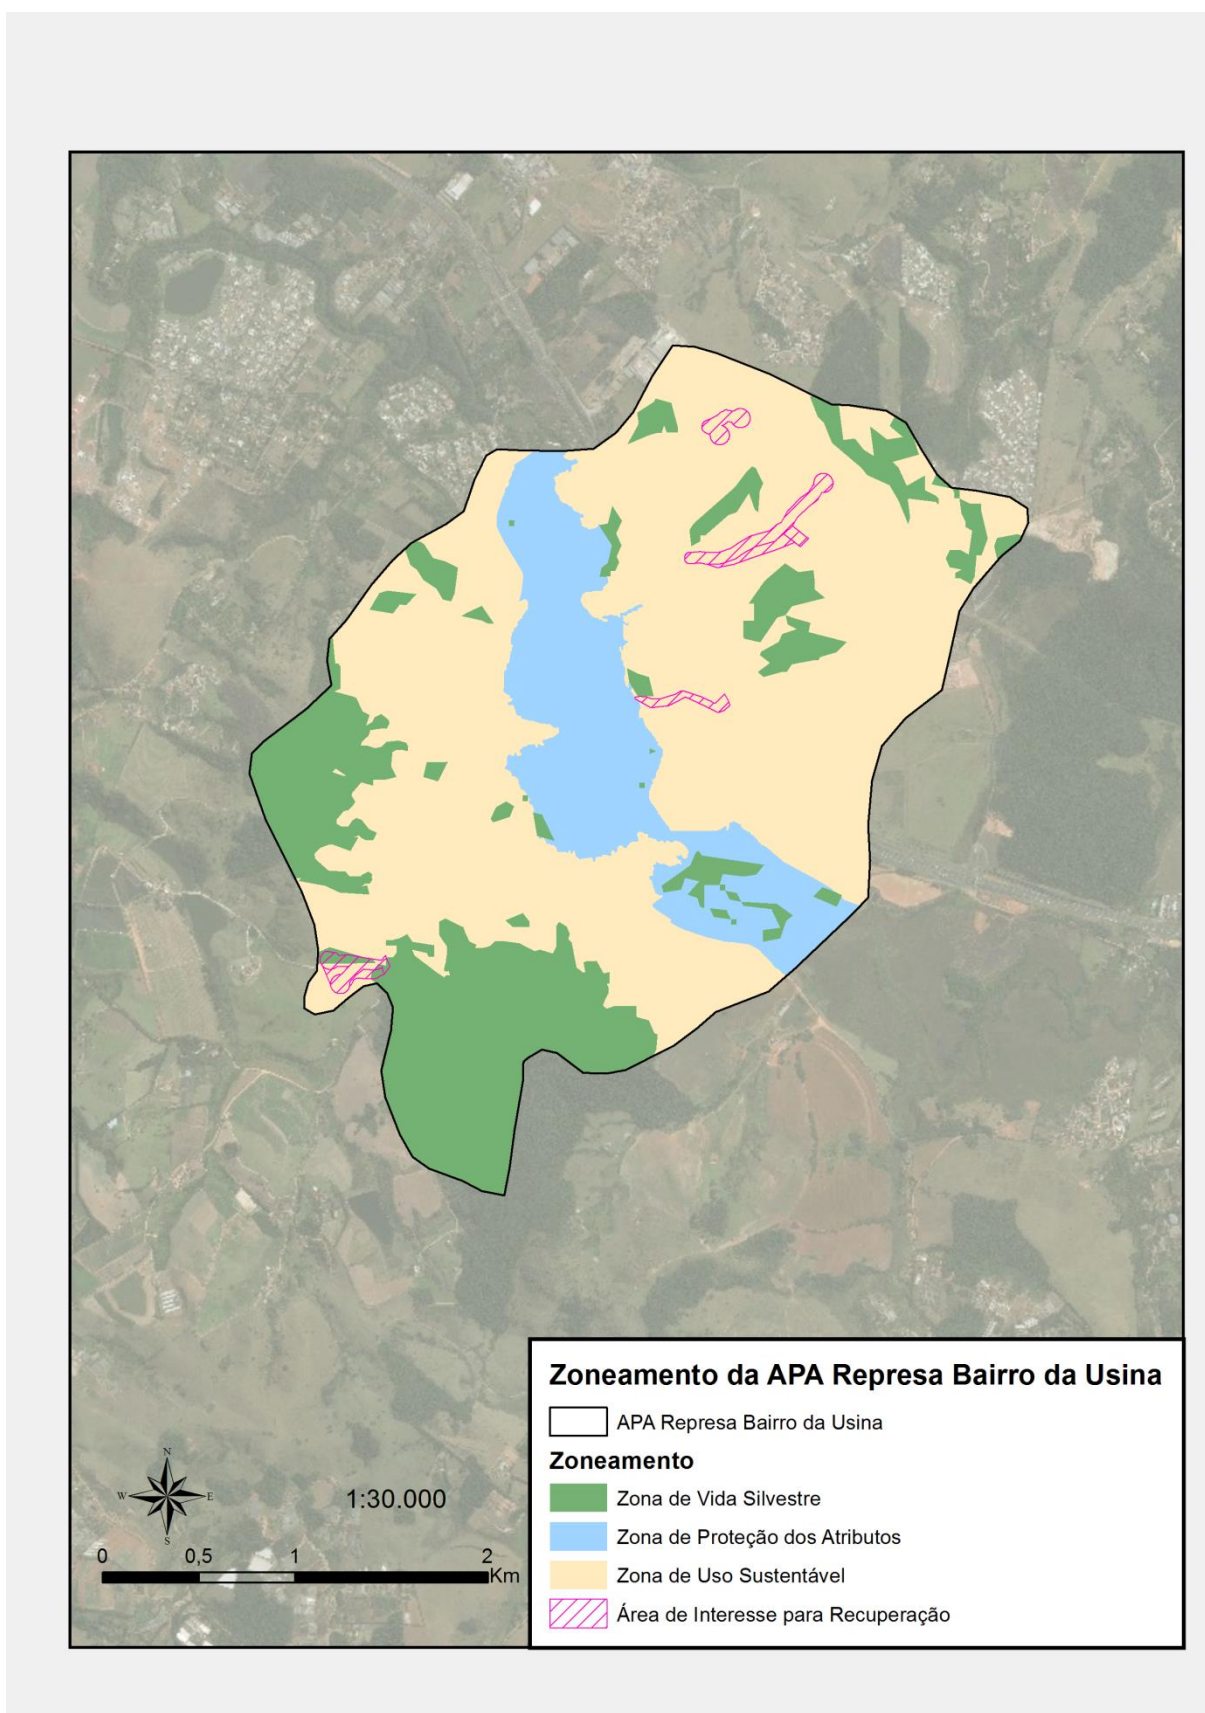 Zoneamento da APA Represa Bairro da Usina
APA Represa Bairro da Usina
Zoneamento
Zona de Vida Silvestre
Zona de Proteção dos Atributos
Zona de Uso Sustentável
Área de Interesse para Recuperação
N
W E
S
1:30.000
0 0,5 1 2
Km